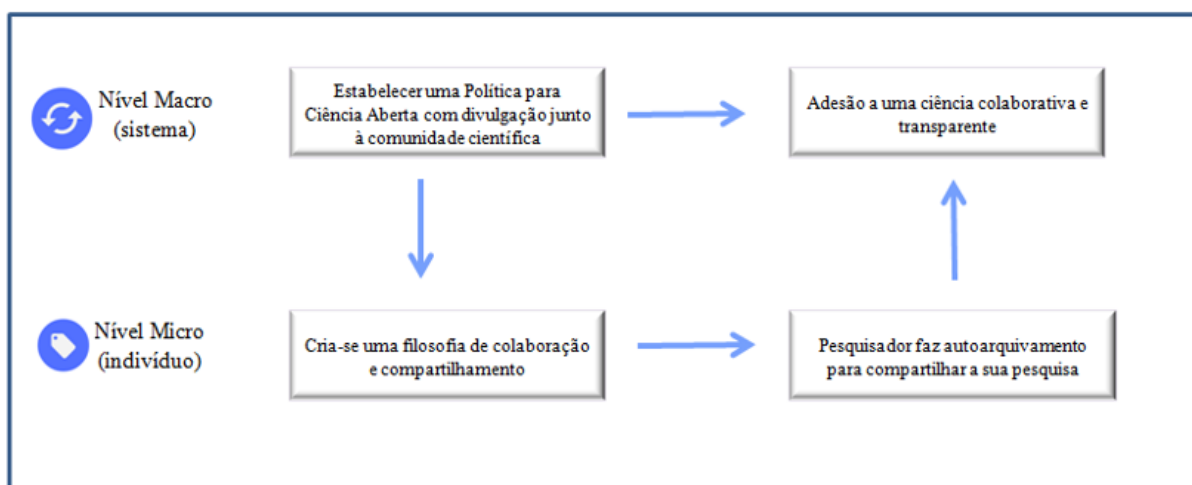 Nível Macro
(sistema)
Estabelecer uma Política para
Ciência Aberta com divulgação junto
à comunidade científica
Adesão a uma ciência colaborativa e
transparente
Nível Micro
(indivíduo)
Cria-se uma filosofia de colaboração
e compartilhamento
Pesquisador faz autoarquivamento
para compartilhar a sua pesquisa